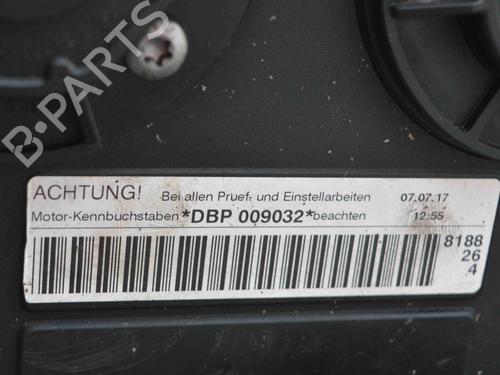 B-PARTS
ACHTUNG! Bei allen Pruef- und Einstellarbeiten 07.07.17
Motor-Kennbuchstaben *DBP 009032* beachten 12:55
8188
26
4